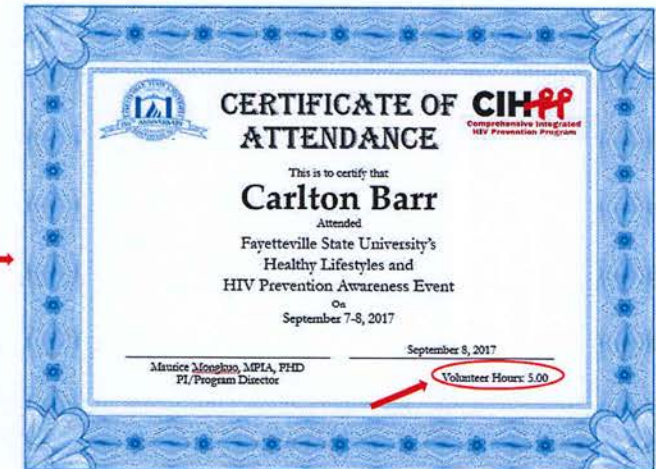 CERTIFICATE OF
ATTENDANCE
CIHPP
Comprehensive Integrated
HIV Prevention Program
ANNIVERSARY
This is to certify that
Carlton Barr
Attended
Fayetteville State University's
Healthy Lifestyles and
HIV Prevention Awareness Event
On
September 7-8, 2017
September 8, 2017
Maurice Mongkuo, MPIA, PHD
PI/Program Director
Volunteer Hours: 5.00